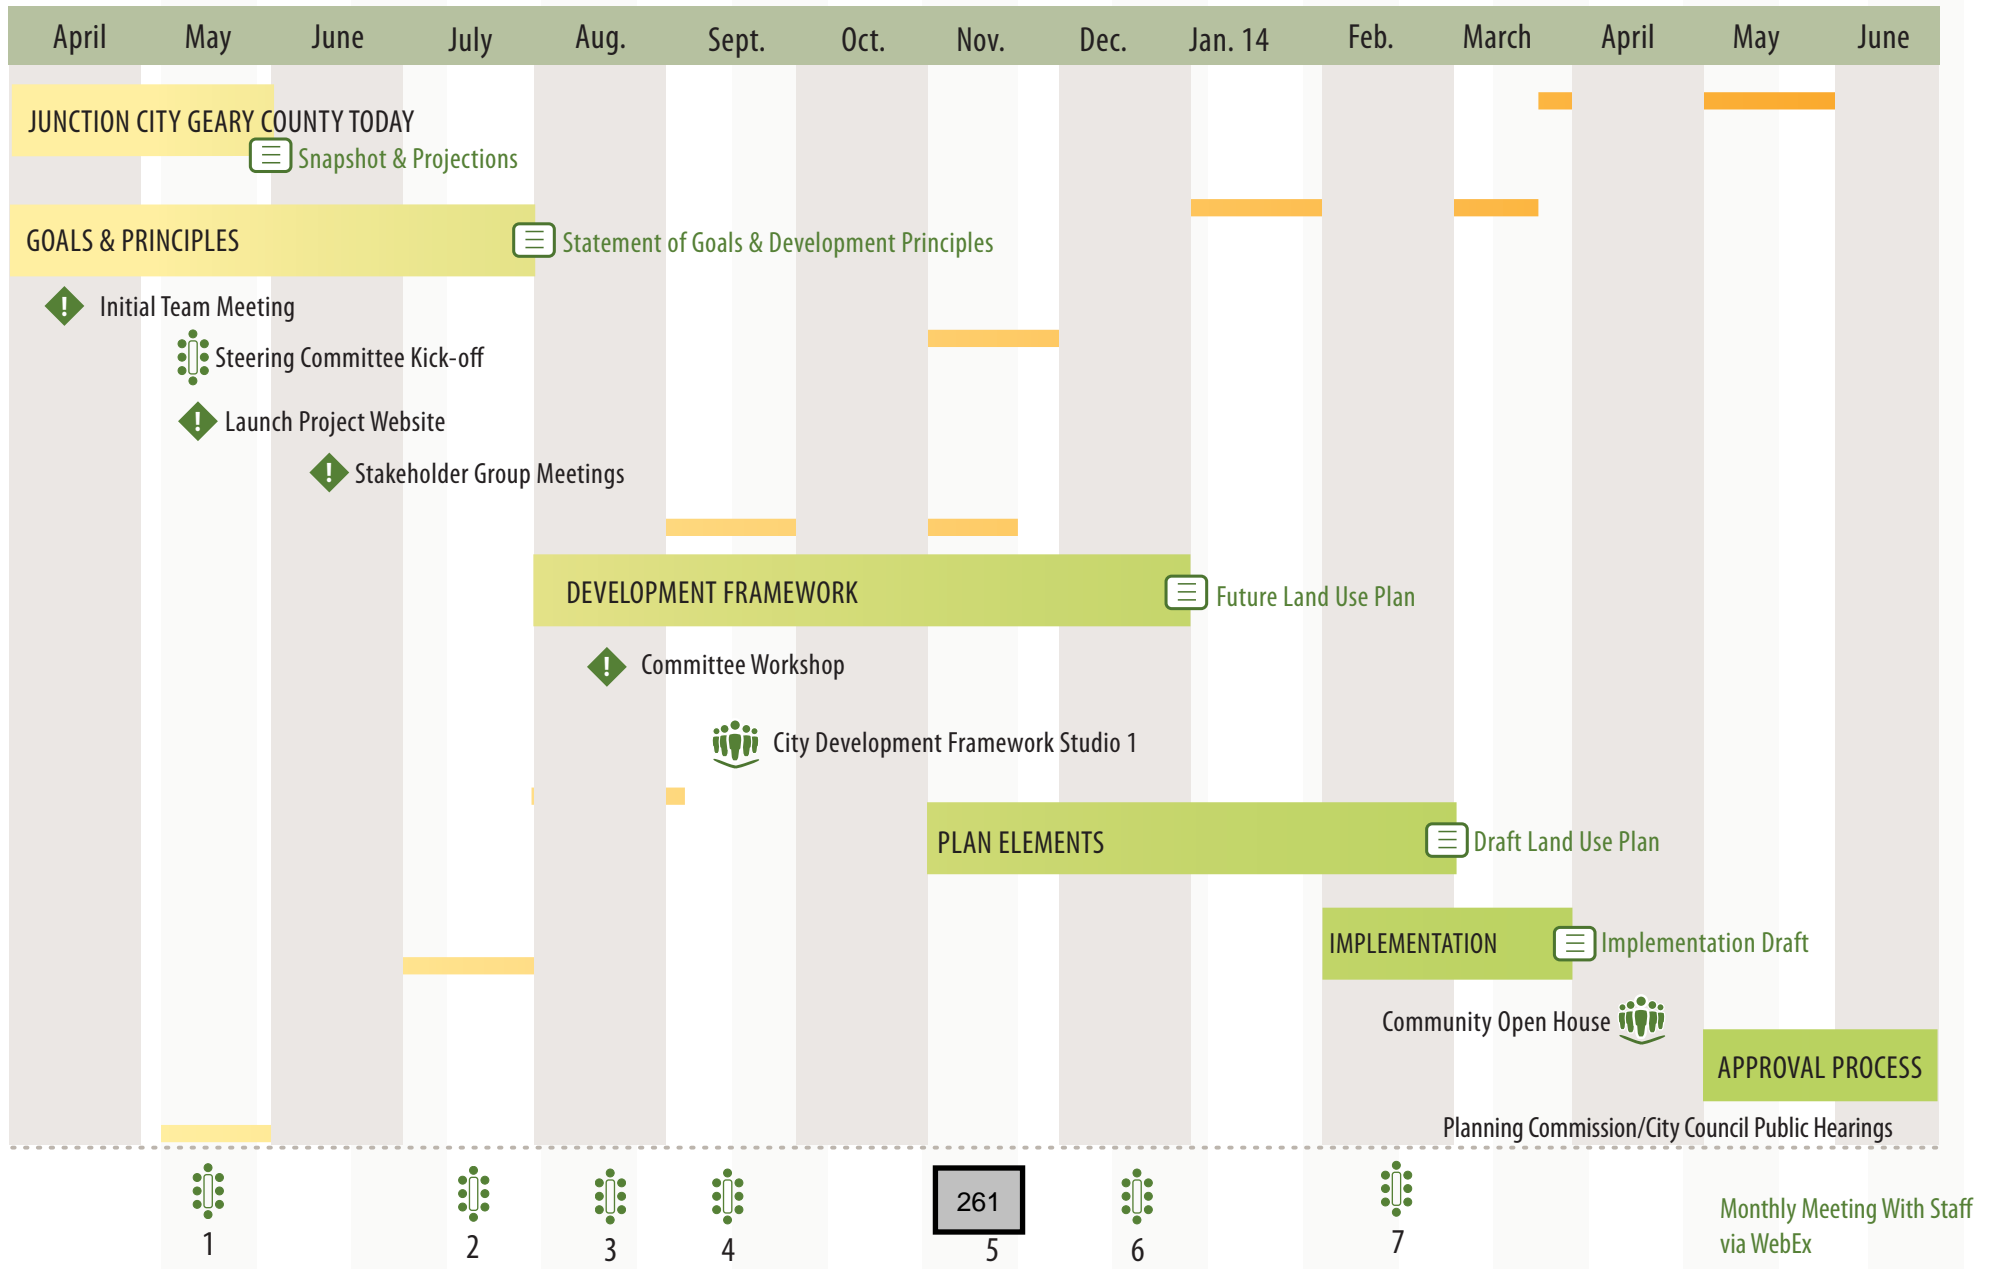 April May June July Aug. Sept. Oct. Nov. Dec. Jan. 14 Feb. March April May June
JUNCTION CITY GEARY COUNTY TODAY
Snapshot & Projections
GOALS & PRINCIPLES
Statement of Goals & Development Principles
! Initial Team Meeting
Steering Committee Kick-off
! Launch Project Website
! Stakeholder Group Meetings
DEVELOPMENT FRAMEWORK
Future Land Use Plan
! Committee Workshop
City Development Framework Studio 1
PLAN ELEMENTS
Draft Land Use Plan
IMPLEMENTATION
Implementation Draft
Community Open House
APPROVAL PROCESS
Planning Commission/City Council Public Hearings
261
1 2 3 4 5 6 7
Monthly Meeting With Staff
via WebEx